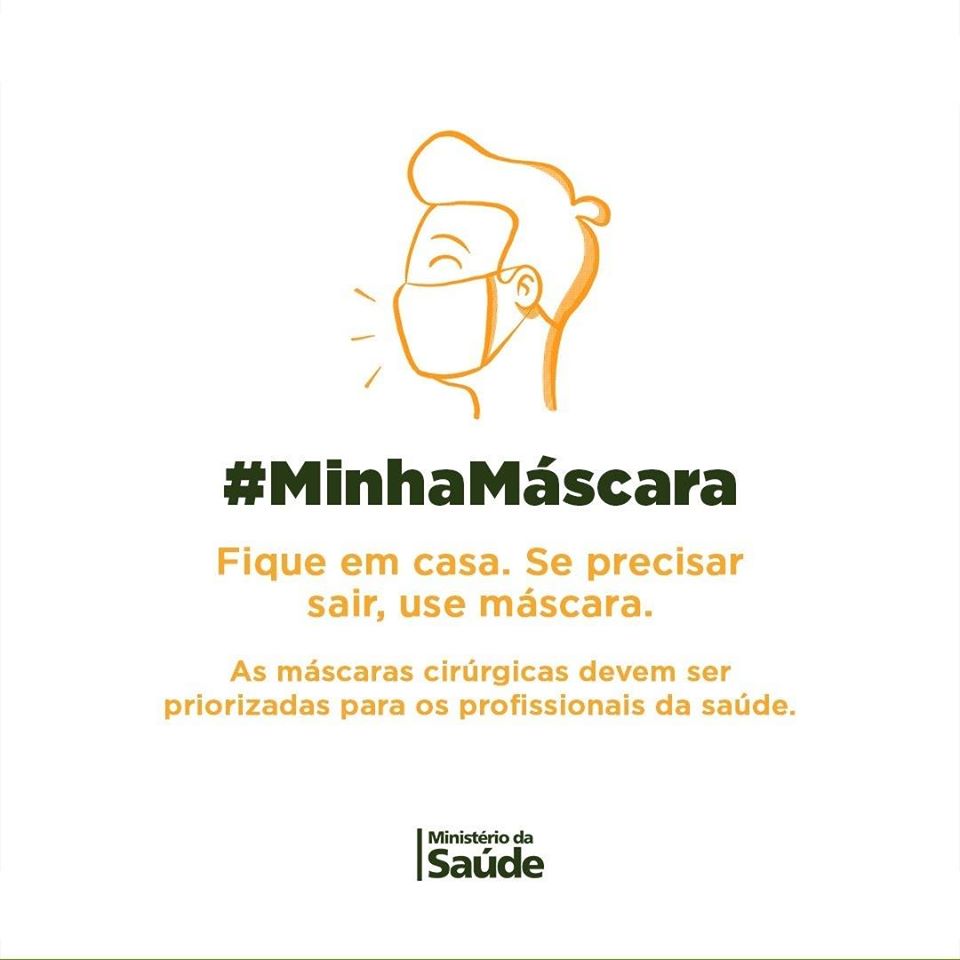 #MinhaMáscara
Fique em casa. Se precisar
sair, use máscara.
As máscaras cirúrgicas devem ser
priorizadas para os profissionais da saúde.
Ministério da
Saúde